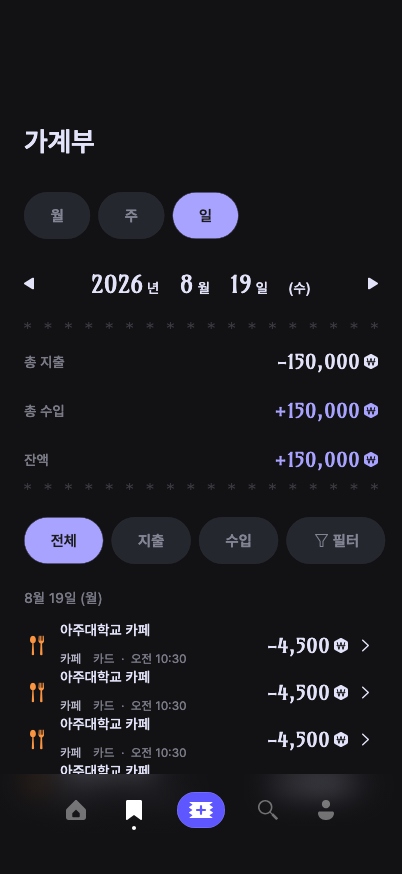 가계부
월 주 일
2026 년 8 월 19 일 (수)
* * * * * * * * * * * * * * * * * *
총 지출 -150,000
총 수입 +150,000
잔액 +150,000
* * * * * * * * * * * * * * * * * *
전체 지출 수입 필터
8월 19일 (월)
아주대학교 카페
카페 카드 · 오전 10:30 -4,500
아주대학교 카페
카페 카드 · 오전 10:30 -4,500
아주대학교 카페
카페 카드 · 오전 10:30 -4,500
아주대학교 카페